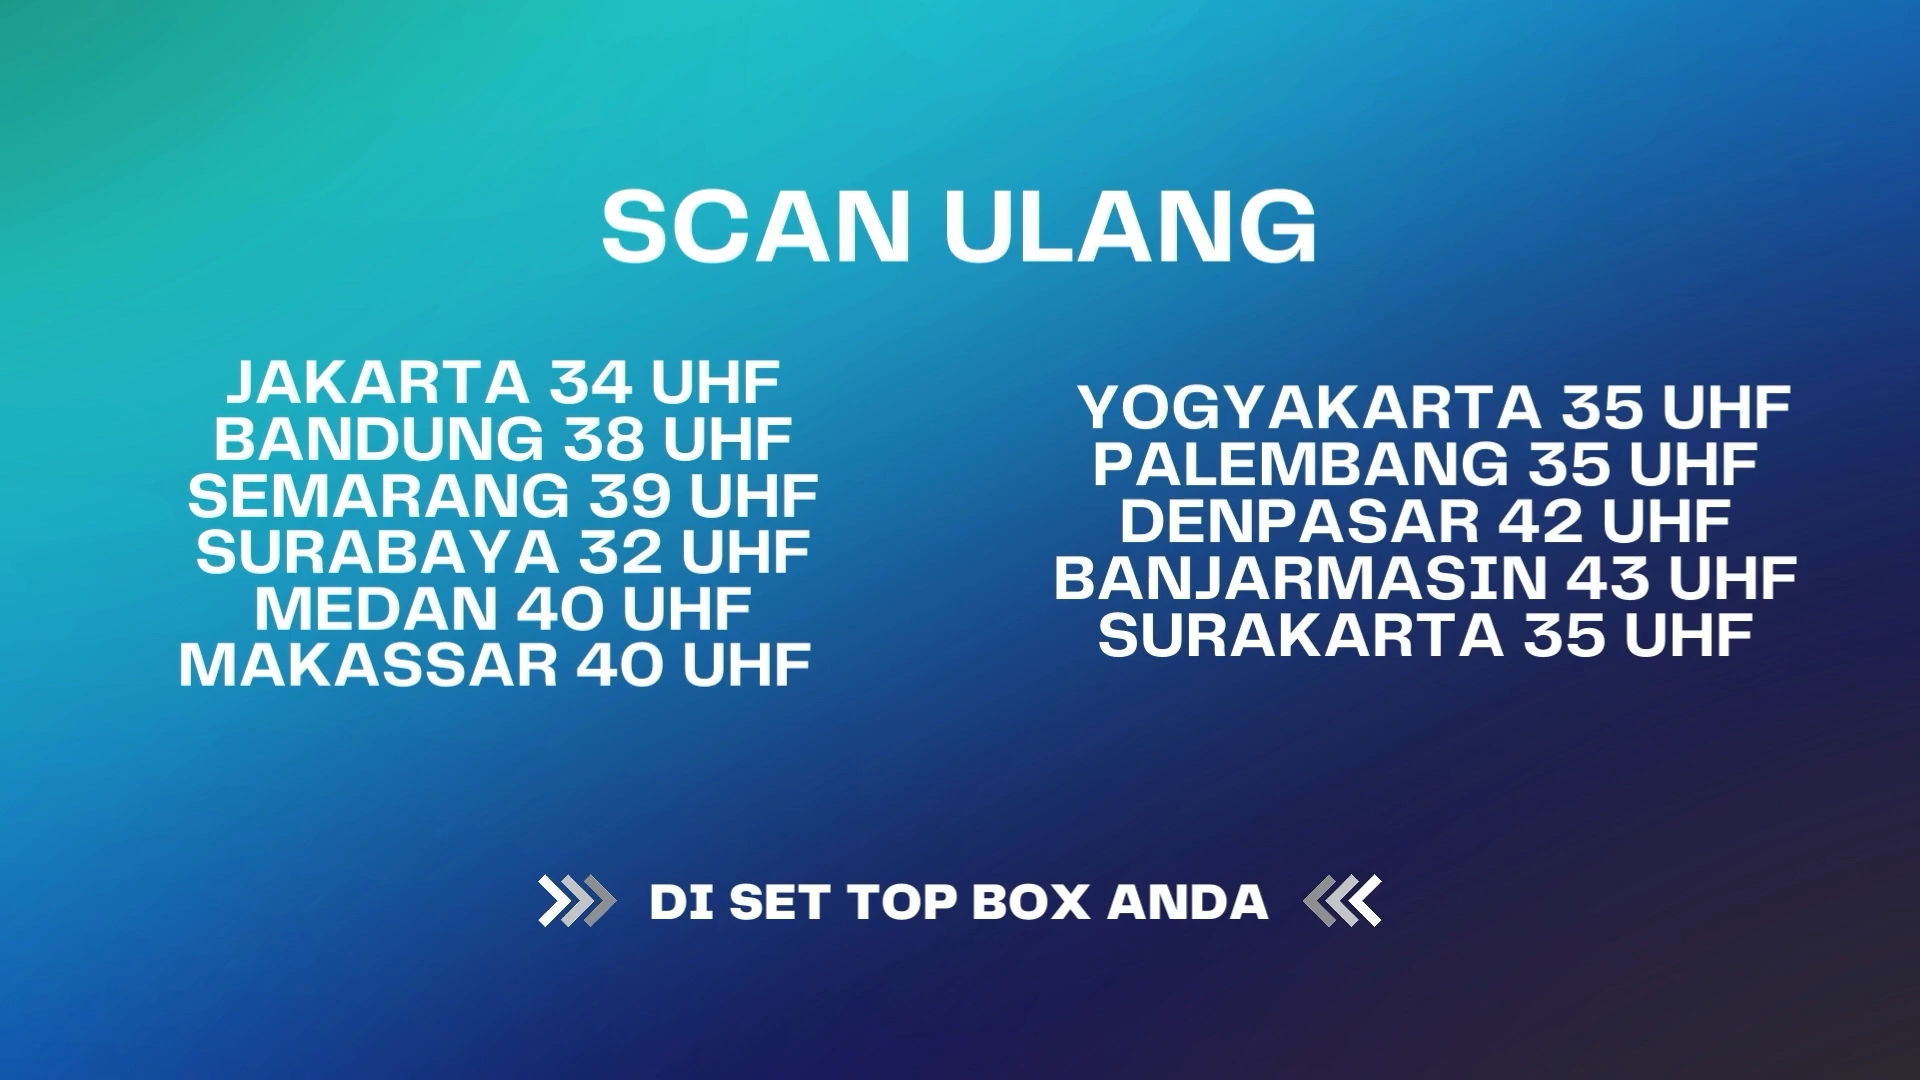 SCAN ULANG
JAKARTA 34 UHF
BANDUNG 38 UHF
SEMARANG 39 UHF
SURABAYA 32 UHF
MEDAN 40 UHF
MAKASSAR 40 UHF
YOGYAKARTA 35 UHF
PALEMBANG 35 UHF
DENPASAR 42 UHF
BANJARMASIN 43 UHF
SURAKARTA 35 UHF
DI SET TOP BOX ANDA